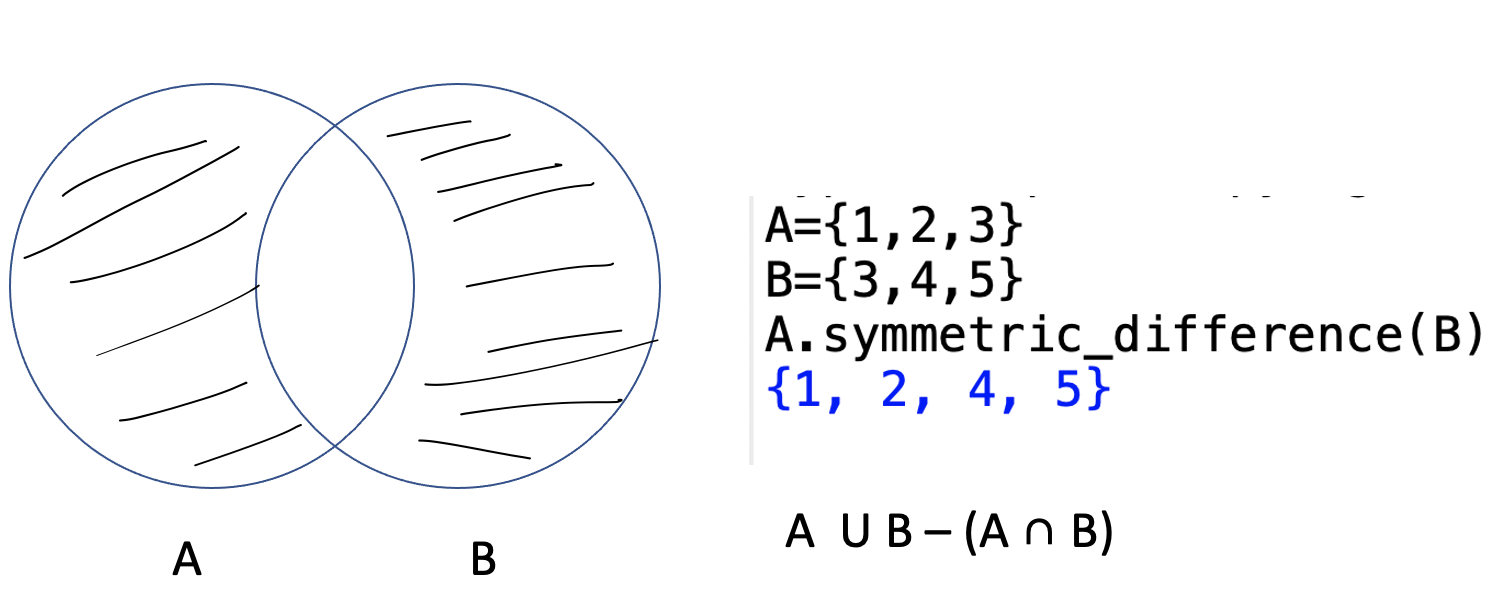 A={1,2,3}
B={3,4,5}
A.symmetric_difference(B)
{1, 2, 4, 5}
A ∪ B – (A ∩ B)
A
B